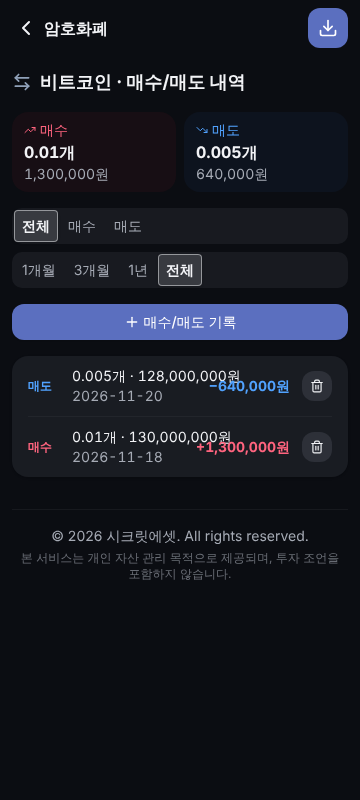 암호화폐
비트코인 · 매수/매도 내역
매수
0.01개
1,300,000원
매도
0.005개
640,000원
전체 매수 매도
1개월 3개월 1년 전체
+ 매수/매도 기록
매도
0.005개 · 128,000,000원
2026-11-20
−640,000원
매수
0.01개 · 130,000,000원
2026-11-18
+1,300,000원
© 2026 시크릿에셋. All rights reserved.
본 서비스는 개인 자산 관리 목적으로 제공되며, 투자 조언을
포함하지 않습니다.